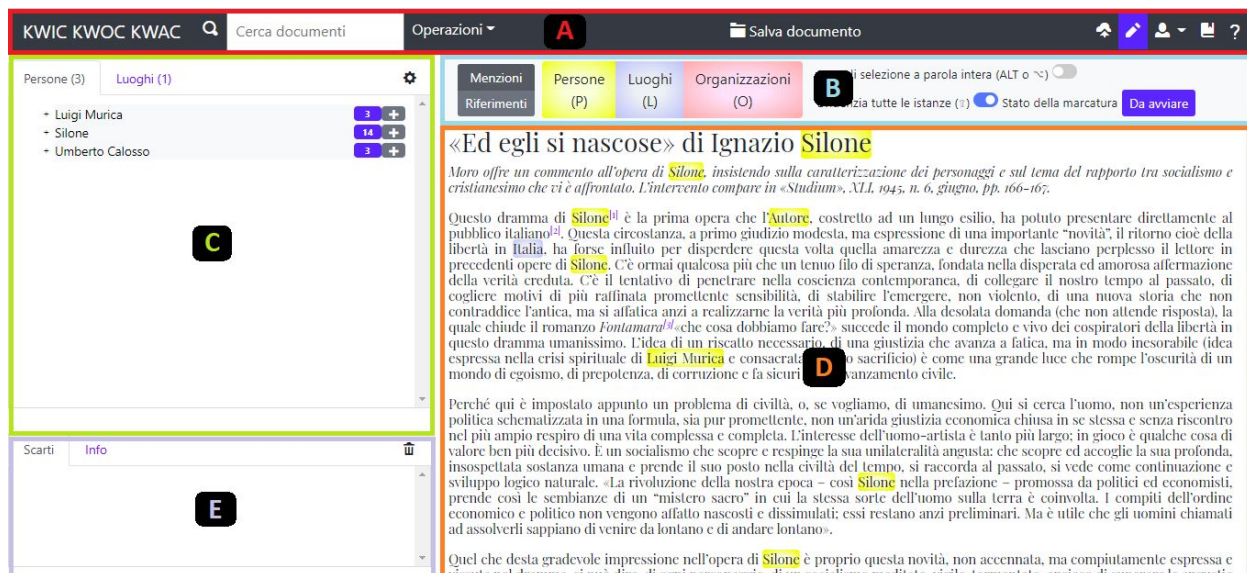 KWIC KWOC KWAC Cerca documenti Operazioni A Salva documento ?
Persone (3) Luoghi (1)
+ Luigi Murica 3 +
+ Silone 14 +
+ Umberto Calosso 3 +
C
Scarti Info
E
Menzioni
Riferimenti
Persone
(P)
Luoghi
(L)
Organizzazioni
(O)
B
di selezione a parola intera (ALT o ⌥)
tutte le istanze (⇧) Stato della marcatura Da avviare
«Ed egli si nascose» di Ignazio Silone
Moro offre un commento all'opera di Silone, insistendo sulla caratterizzazione dei personaggi e sul tema del rapporto tra socialismo e
cristianesimo che vi è affrontato. L'intervento compare in «Studium», XLI, 1945, n. 6, giugno, pp. 166-167.
Questo dramma di Silone[1] è la prima opera che l'Autore, costretto ad un lungo esilio, ha potuto presentare direttamente al
pubblico italiano[2]. Questa circostanza, a primo giudizio modesta, ma espressione di una importante “novità”, il ritorno cioè della
libertà in Italia, ha forse influito per disperdere questa volta quella amarezza e durezza che lasciano perplesso il lettore in
precedenti opere di Silone. C'è ormai qualcosa più che un tenuo filo di speranza, fondata nella disperata ed amorosa affermazione
della verità creduta. C'è il tentativo di penetrare nella coscienza contemporanea, di collegare il nostro tempo al passato, di
cogliere motivi di più raffinata promettente sensibilità, di stabilire l'emergere, non violento, di una nuova storia che non
contraddice l'antica, ma si affatica anzi a realizzarne la verità più profonda. Alla desolata domanda (che non attende risposta), la
quale chiude il romanzo Fontamara[3]«che cosa dobbiamo fare?» succede il mondo completo e vivo dei cospiratori della libertà in
questo dramma umanissimo. L'idea di un riscatto necessario, di una giustizia che avanza a fatica, ma in modo inesorabile (idea
espressa nella crisi spirituale di Luigi Murica e consacrata o sacrificio) è come una grande luce che rompe l'oscurità di un
mondo di egoismo, di prepotenza, di corruzione e fa sicuri vanzamento civile.
D
Perché qui è impostato appunto un problema di civiltà, o, se vogliamo, di umanesimo. Qui si cerca l'uomo, non un'esperienza
politica schematizzata in una formula, sia pur promettente, non un'arida giustizia economica chiusa in se stessa e senza riscontro
nel più ampio respiro di una vita complessa e completa. L'interesse dell'uomo-artista è tanto più largo; in gioco è qualche cosa di
valore ben più decisivo. È un socialismo che scopre e respinge la sua unilateralità angusta: che scopre ed accoglie la sua profonda,
insospettata sostanza umana e prende il suo posto nella civiltà del tempo, si raccorda al passato, si vede come continuazione e
sviluppo logico naturale. «La rivoluzione della nostra epoca – così Silone nella prefazione – promossa da politici ed economisti,
prende così le sembianze di un “mistero sacro” in cui la stessa sorte dell'uomo sulla terra è coinvolta. I compiti dell'ordine
economico e politico non vengono affatto nascosti e dissimulati; essi restano anzi preliminari. Ma è utile che gli uomini chiamati
ad assolverli sappiano di venire da lontano e di andare lontano».
Quel che desta gradevole impressione nell'opera di Silone è proprio questa novità, non accennata, ma compiutamente espressa e